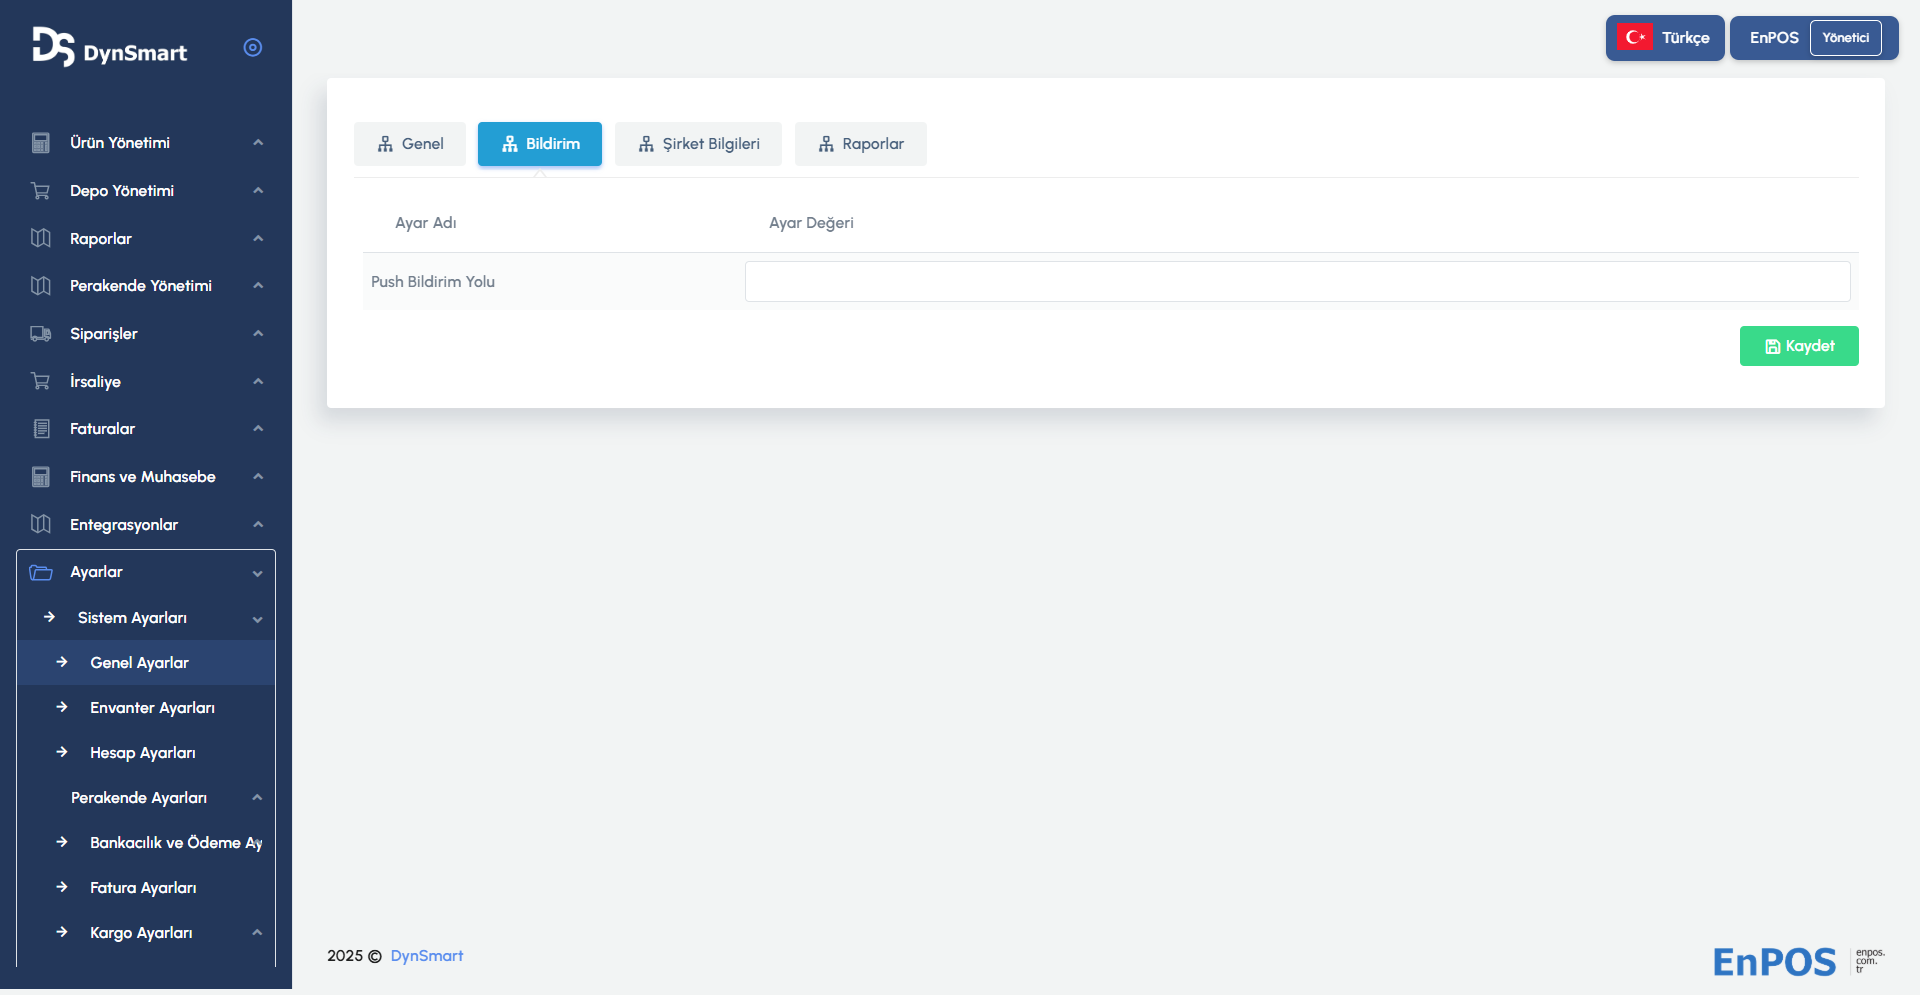 DS DynSmart
Türkçe
EnPOS Yönetici
Ürün Yönetimi
Depo Yönetimi
Raporlar
Perakende Yönetimi
Siparişler
İrsaliye
Faturalar
Finans ve Muhasebe
Entegrasyonlar
Ayarlar
Sistem Ayarları
Genel Ayarlar
Envanter Ayarları
Hesap Ayarları
Perakende Ayarları
Bankacılık ve Ödeme Ay
Fatura Ayarları
Kargo Ayarları
Genel Bildirim Şirket Bilgileri Raporlar
Ayar Adı Ayar Değeri
Push Bildirim Yolu
Kaydet
2025 © DynSmart
EnPOS
enpos.
com.
tr